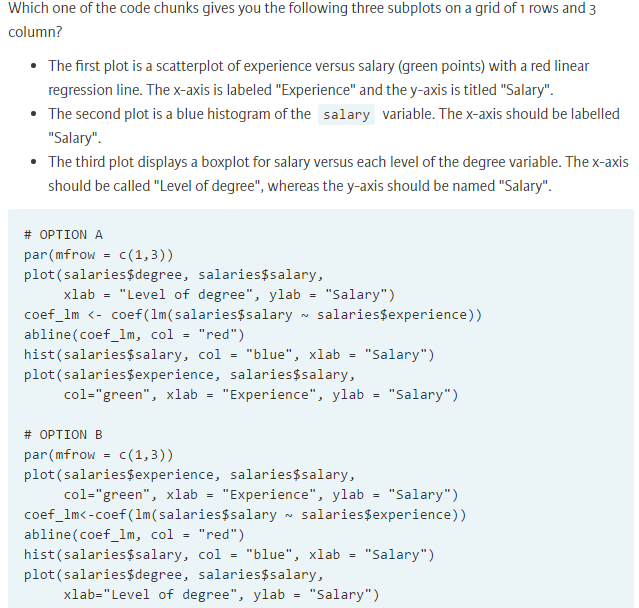 Which one of the code chunks gives you the following three subplots on a grid of 1 rows and 3
column?
• The first plot is a scatterplot of experience versus salary (green points) with a red linear
regression line. The x-axis is labeled "Experience" and the y-axis is titled "Salary".
• The second plot is a blue histogram of the salary variable. The x-axis should be labelled
"Salary".
• The third plot displays a boxplot for salary versus each level of the degree variable. The x-axis
should be called "Level of degree", whereas the y-axis should be named "Salary".
# OPTION A
par(mfrow = c(1,3))
plot(salaries$degree, salaries$salary,
     xlab = "Level of degree", ylab = "Salary")
coef_lm <- coef(lm(salaries$salary ~ salaries$experience))
abline(coef_lm, col = "red")
hist(salaries$salary, col = "blue", xlab = "Salary")
plot(salaries$experience, salaries$salary,
     col="green", xlab = "Experience", ylab = "Salary")
# OPTION B
par(mfrow = c(1,3))
plot(salaries$experience, salaries$salary,
     col="green", xlab = "Experience", ylab = "Salary")
coef_lm<-coef(lm(salaries$salary ~ salaries$experience))
abline(coef_lm, col = "red")
hist(salaries$salary, col = "blue", xlab = "Salary")
plot(salaries$degree, salaries$salary,
     xlab="Level of degree", ylab = "Salary")